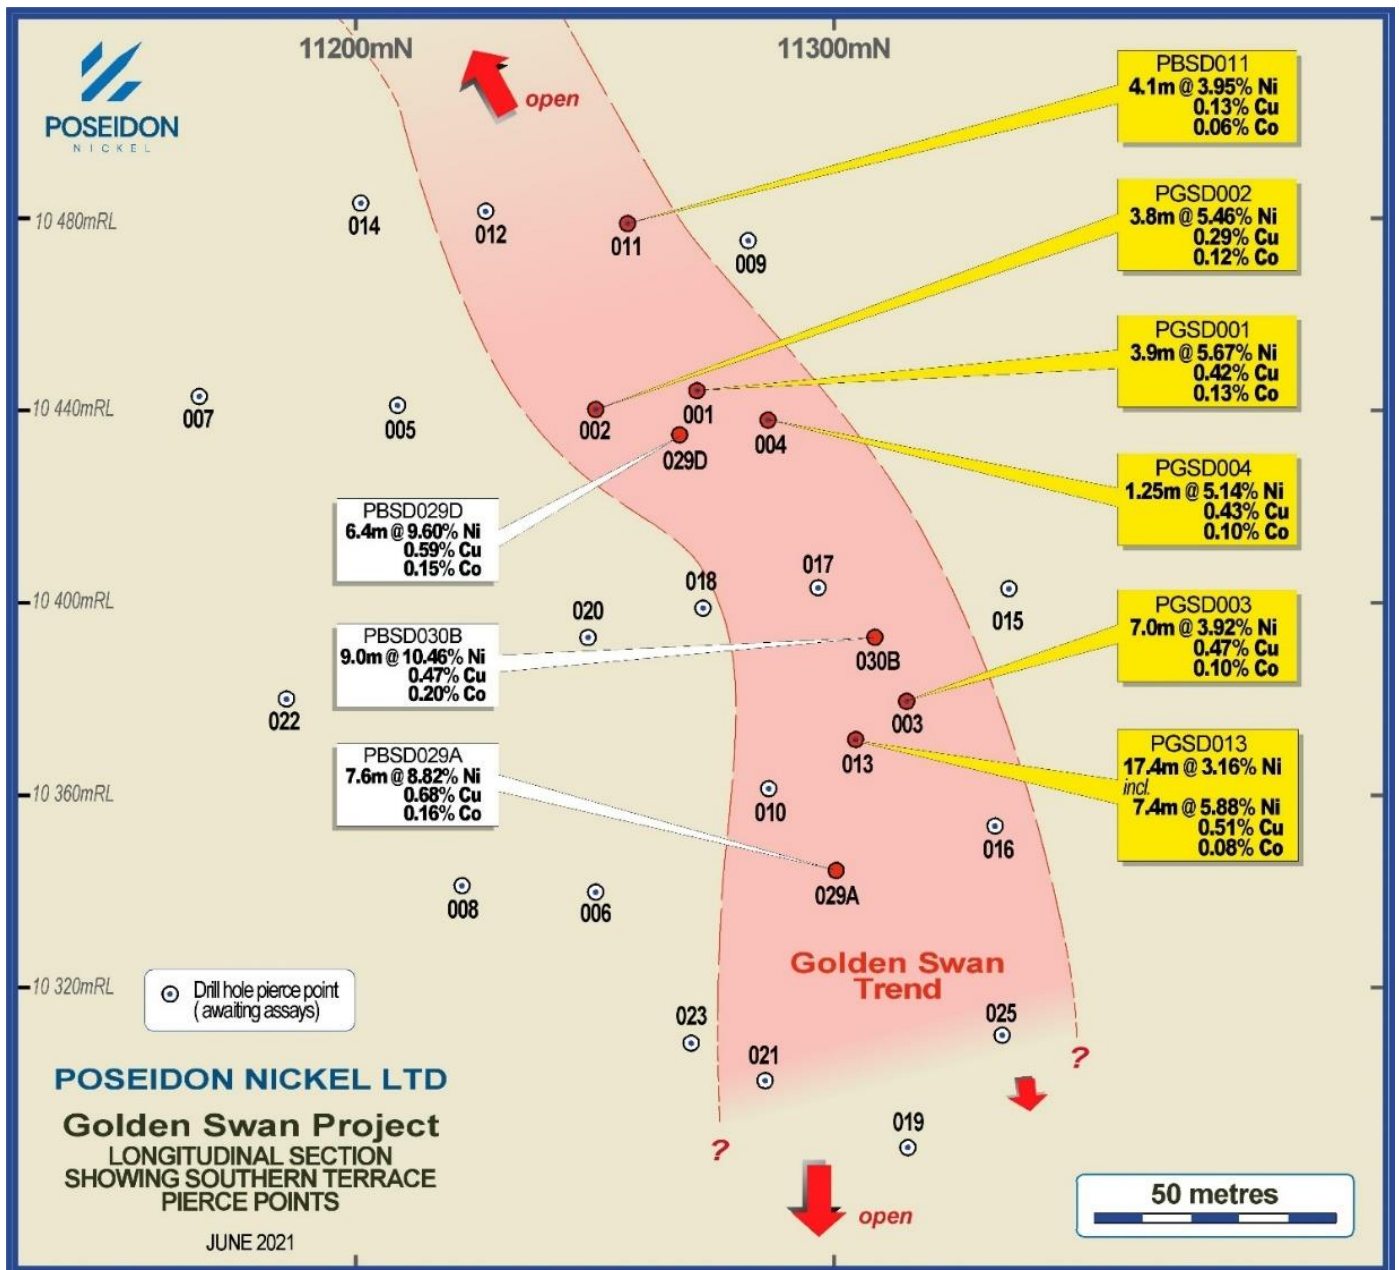 11200mN
11300mN
POSEIDON
NICKEL
open
PBSD011
4.1m @ 3.95% Ni
0.13% Cu
0.06% Co
PGSD002
3.8m @ 5.46% Ni
0.29% Cu
0.12% Co
10 480mRL
014
012
011
009
PGSD001
3.9m @ 5.67% Ni
0.42% Cu
0.13% Co
10 440mRL
007
005
002
001
004
029D
PGSD004
1.25m @ 5.14% Ni
0.43% Cu
0.10% Co
PBSD029D
6.4m @ 9.60% Ni
0.59% Cu
0.15% Co
10 400mRL
020
018
017
015
030B
003
013
022
PGSD003
7.0m @ 3.92% Ni
0.47% Cu
0.10% Co
PBSD030B
9.0m @ 10.46% Ni
0.47% Cu
0.20% Co
PGSD013
17.4m @ 3.16% Ni
incl.
7.4m @ 5.88% Ni
0.51% Cu
0.08% Co
PBSD029A
7.6m @ 8.82% Ni
0.68% Cu
0.16% Co
10 360mRL
010
016
029A
008
006
Golden Swan
Trend
10 320mRL
Drill hole pierce point
( awaiting assays)
023
021
025
019
?
?
open
POSEIDON NICKEL LTD
Golden Swan Project
LONGITUDINAL SECTION
SHOWING SOUTHERN TERRACE
PIERCE POINTS
JUNE 2021
50 metres